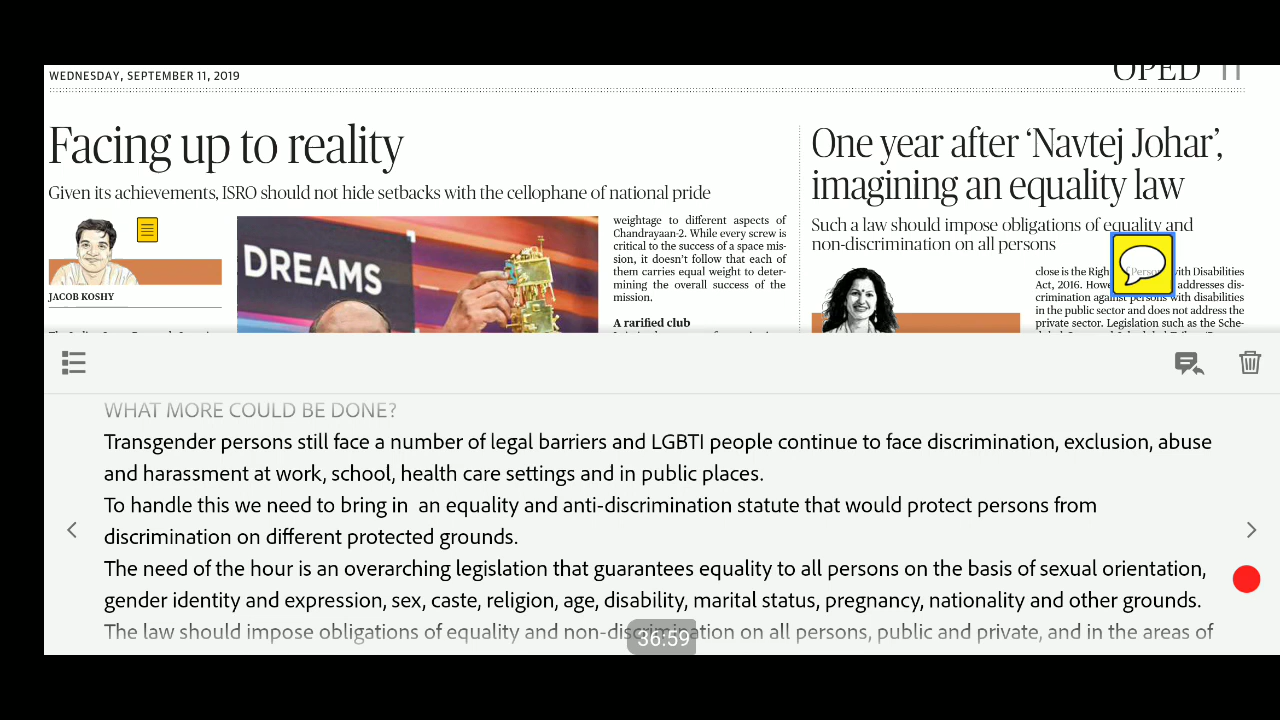 WEDNESDAY, SEPTEMBER 11, 2019
OPED 11
Facing up to reality
Given its achievements, ISRO should not hide setbacks with the cellophane of national pride
JACOB KOSHY
DREAMS
weightage to different aspects of
Chandrayaan-2. While every screw is
critical to the success of a space mis-
sion, it doesn't follow that each of
them carries equal weight to deter-
mining the overall success of the
mission.
A rarified club
One year after ‘Navtej Johar’,
imagining an equality law
Such a law should impose obligations of equality and
non-discrimination on all persons
close is the Rights of Persons with Disabilities
Act, 2016. However addresses dis-
crimination against persons with disabilities
in the public sector and does not address the
private sector. Legislation such as the Sche-
WHAT MORE COULD BE DONE?
Transgender persons still face a number of legal barriers and LGBTI people continue to face discrimination, exclusion, abuse
and harassment at work, school, health care settings and in public places.
To handle this we need to bring in  an equality and anti-discrimination statute that would protect persons from
discrimination on different protected grounds.
The need of the hour is an overarching legislation that guarantees equality to all persons on the basis of sexual orientation,
gender identity and expression, sex, caste, religion, age, disability, marital status, pregnancy, nationality and other grounds.
The law should impose obligations of equality and non-discrimination on all persons, public and private, and in the areas of
36:59